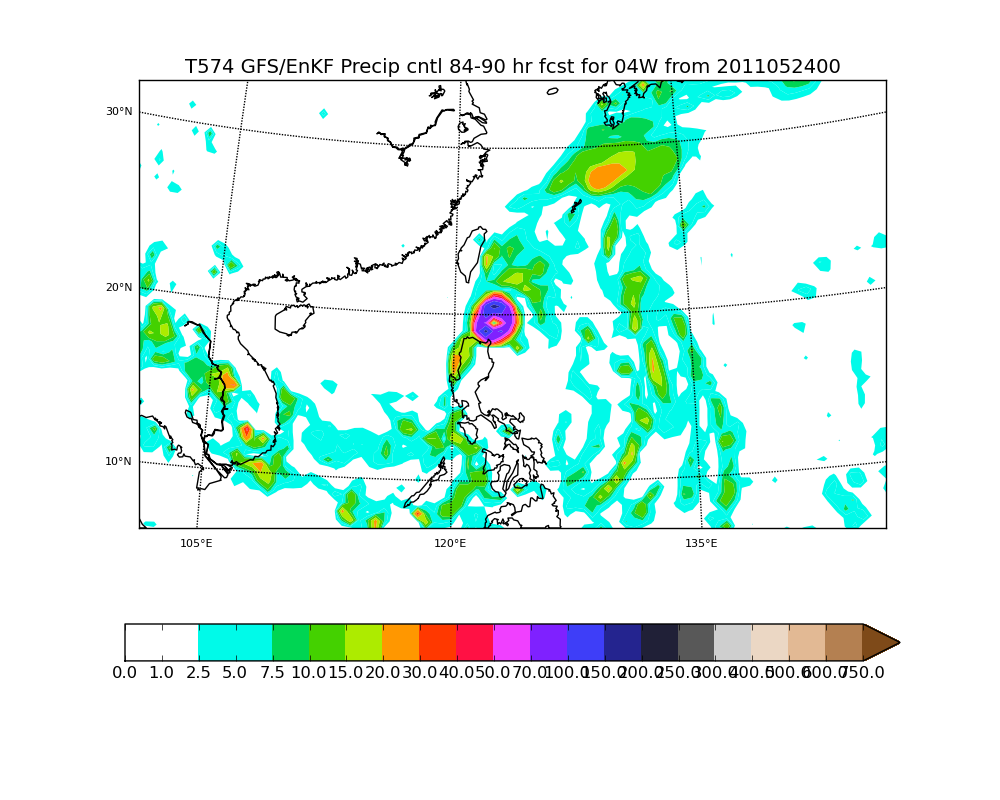 T574 GFS/EnKF Precip cntl 84-90 hr fcst for 04W from 2011052400
30°N
20°N
10°N
105°E 120°E 135°E
0.0 1.0 2.5 5.0 7.5 10.0 15.0 20.0 30.0 40.0 50.0 70.0 100.0 150.0 200.0 250.0 300.0 400.0 500.0 600.0 750.0